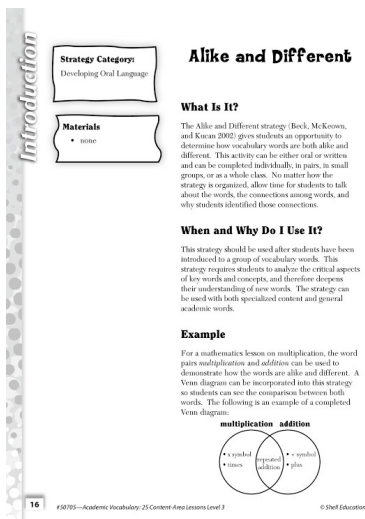 Introduction
Strategy Category:
Developing Oral Language
Materials
• none
Alike and Different
What Is It?
The Alike and Different strategy (Beck, McKeown,
and Kucan 2002) gives students an opportunity to
determine how vocabulary words are both alike and
different. This activity can be either oral or written
and can be completed individually, in pairs, in small
groups, or as a whole class. No matter how the
strategy is organized, allow time for students to talk
about the words, the connections among words, and
why students identified those connections.
When and Why Do I Use It?
This strategy should be used after students have been
introduced to a group of vocabulary words. This
strategy requires students to analyze the critical aspects
of key words and concepts, and therefore deepens
their understanding of new words. The strategy can
be used with both specialized content and general
academic words.
Example
For a mathematics lesson on multiplication, the word
pairs multiplication and addition can be used to
demonstrate how the words are alike and different. A
Venn diagram can be incorporated into this strategy
so students can see the comparison between both
words. The following is an example of a completed
Venn diagram:
multiplication addition
• x symbol
• times
repeated
addition
• + symbol
• plus
16
#50705—Academic Vocabulary: 25 Content-Area Lessons Level 3
© Shell Education